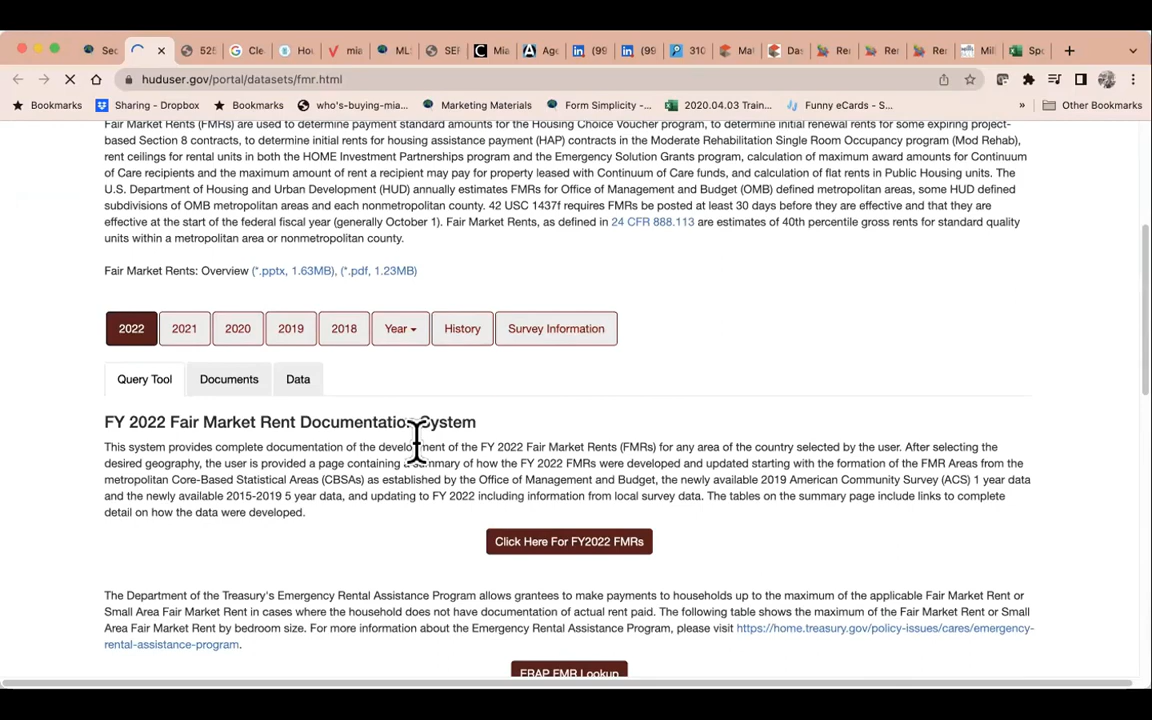 Sec
525
Cle
Hou
mia
MLS
SEF
Mia
Age
(99
(99
310
Mat
Das
Rer
Rer
Rer
Mill
Spe
huduser.gov/portal/datasets/fmr.html
Bookmarks
Sharing - Dropbox
Bookmarks
who's-buying-mia...
Marketing Materials
Form Simplicity -...
2020.04.03 Train...
Funny eCards - S...
»
Other Bookmarks
Fair Market Rents (FMRs) are used to determine payment standard amounts for the Housing Choice Voucher program, to determine initial renewal rents for some expiring project-
based Section 8 contracts, to determine initial rents for housing assistance payment (HAP) contracts in the Moderate Rehabilitation Single Room Occupancy program (Mod Rehab),
rent ceilings for rental units in both the HOME Investment Partnerships program and the Emergency Solution Grants program, calculation of maximum award amounts for Continuum
of Care recipients and the maximum amount of rent a recipient may pay for property leased with Continuum of Care funds, and calculation of flat rents in Public Housing units. The
U.S. Department of Housing and Urban Development (HUD) annually estimates FMRs for Office of Management and Budget (OMB) defined metropolitan areas, some HUD defined
subdivisions of OMB metropolitan areas and each nonmetropolitan county. 42 USC 1437f requires FMRs be posted at least 30 days before they are effective and that they are
effective at the start of the federal fiscal year (generally October 1). Fair Market Rents, as defined in 24 CFR 888.113 are estimates of 40th percentile gross rents for standard quality
units within a metropolitan area or nonmetropolitan county.
Fair Market Rents: Overview (*.pptx, 1.63MB), (*.pdf, 1.23MB)
2022
2021
2020
2019
2018
Year
History
Survey Information
Query Tool
Documents
Data
FY 2022 Fair Market Rent Documentation System
This system provides complete documentation of the development of the FY 2022 Fair Market Rents (FMRs) for any area of the country selected by the user. After selecting the
desired geography, the user is provided a page containing a summary of how the FY 2022 FMRs were developed and updated starting with the formation of the FMR Areas from the
metropolitan Core-Based Statistical Areas (CBSAs) as established by the Office of Management and Budget, the newly available 2019 American Community Survey (ACS) 1 year data
and the newly available 2015-2019 5 year data, and updating to FY 2022 including information from local survey data. The tables on the summary page include links to complete
detail on how the data were developed.
Click Here For FY2022 FMRs
The Department of the Treasury's Emergency Rental Assistance Program allows grantees to make payments to households up to the maximum of the applicable Fair Market Rent or
Small Area Fair Market Rent in cases where the household does not have documentation of actual rent paid. The following table shows the maximum of the Fair Market Rent or Small
Area Fair Market Rent by bedroom size. For more information about the Emergency Rental Assistance Program, please visit https://home.treasury.gov/policy-issues/cares/emergency-
rental-assistance-program.
ERAP FMR Lookup